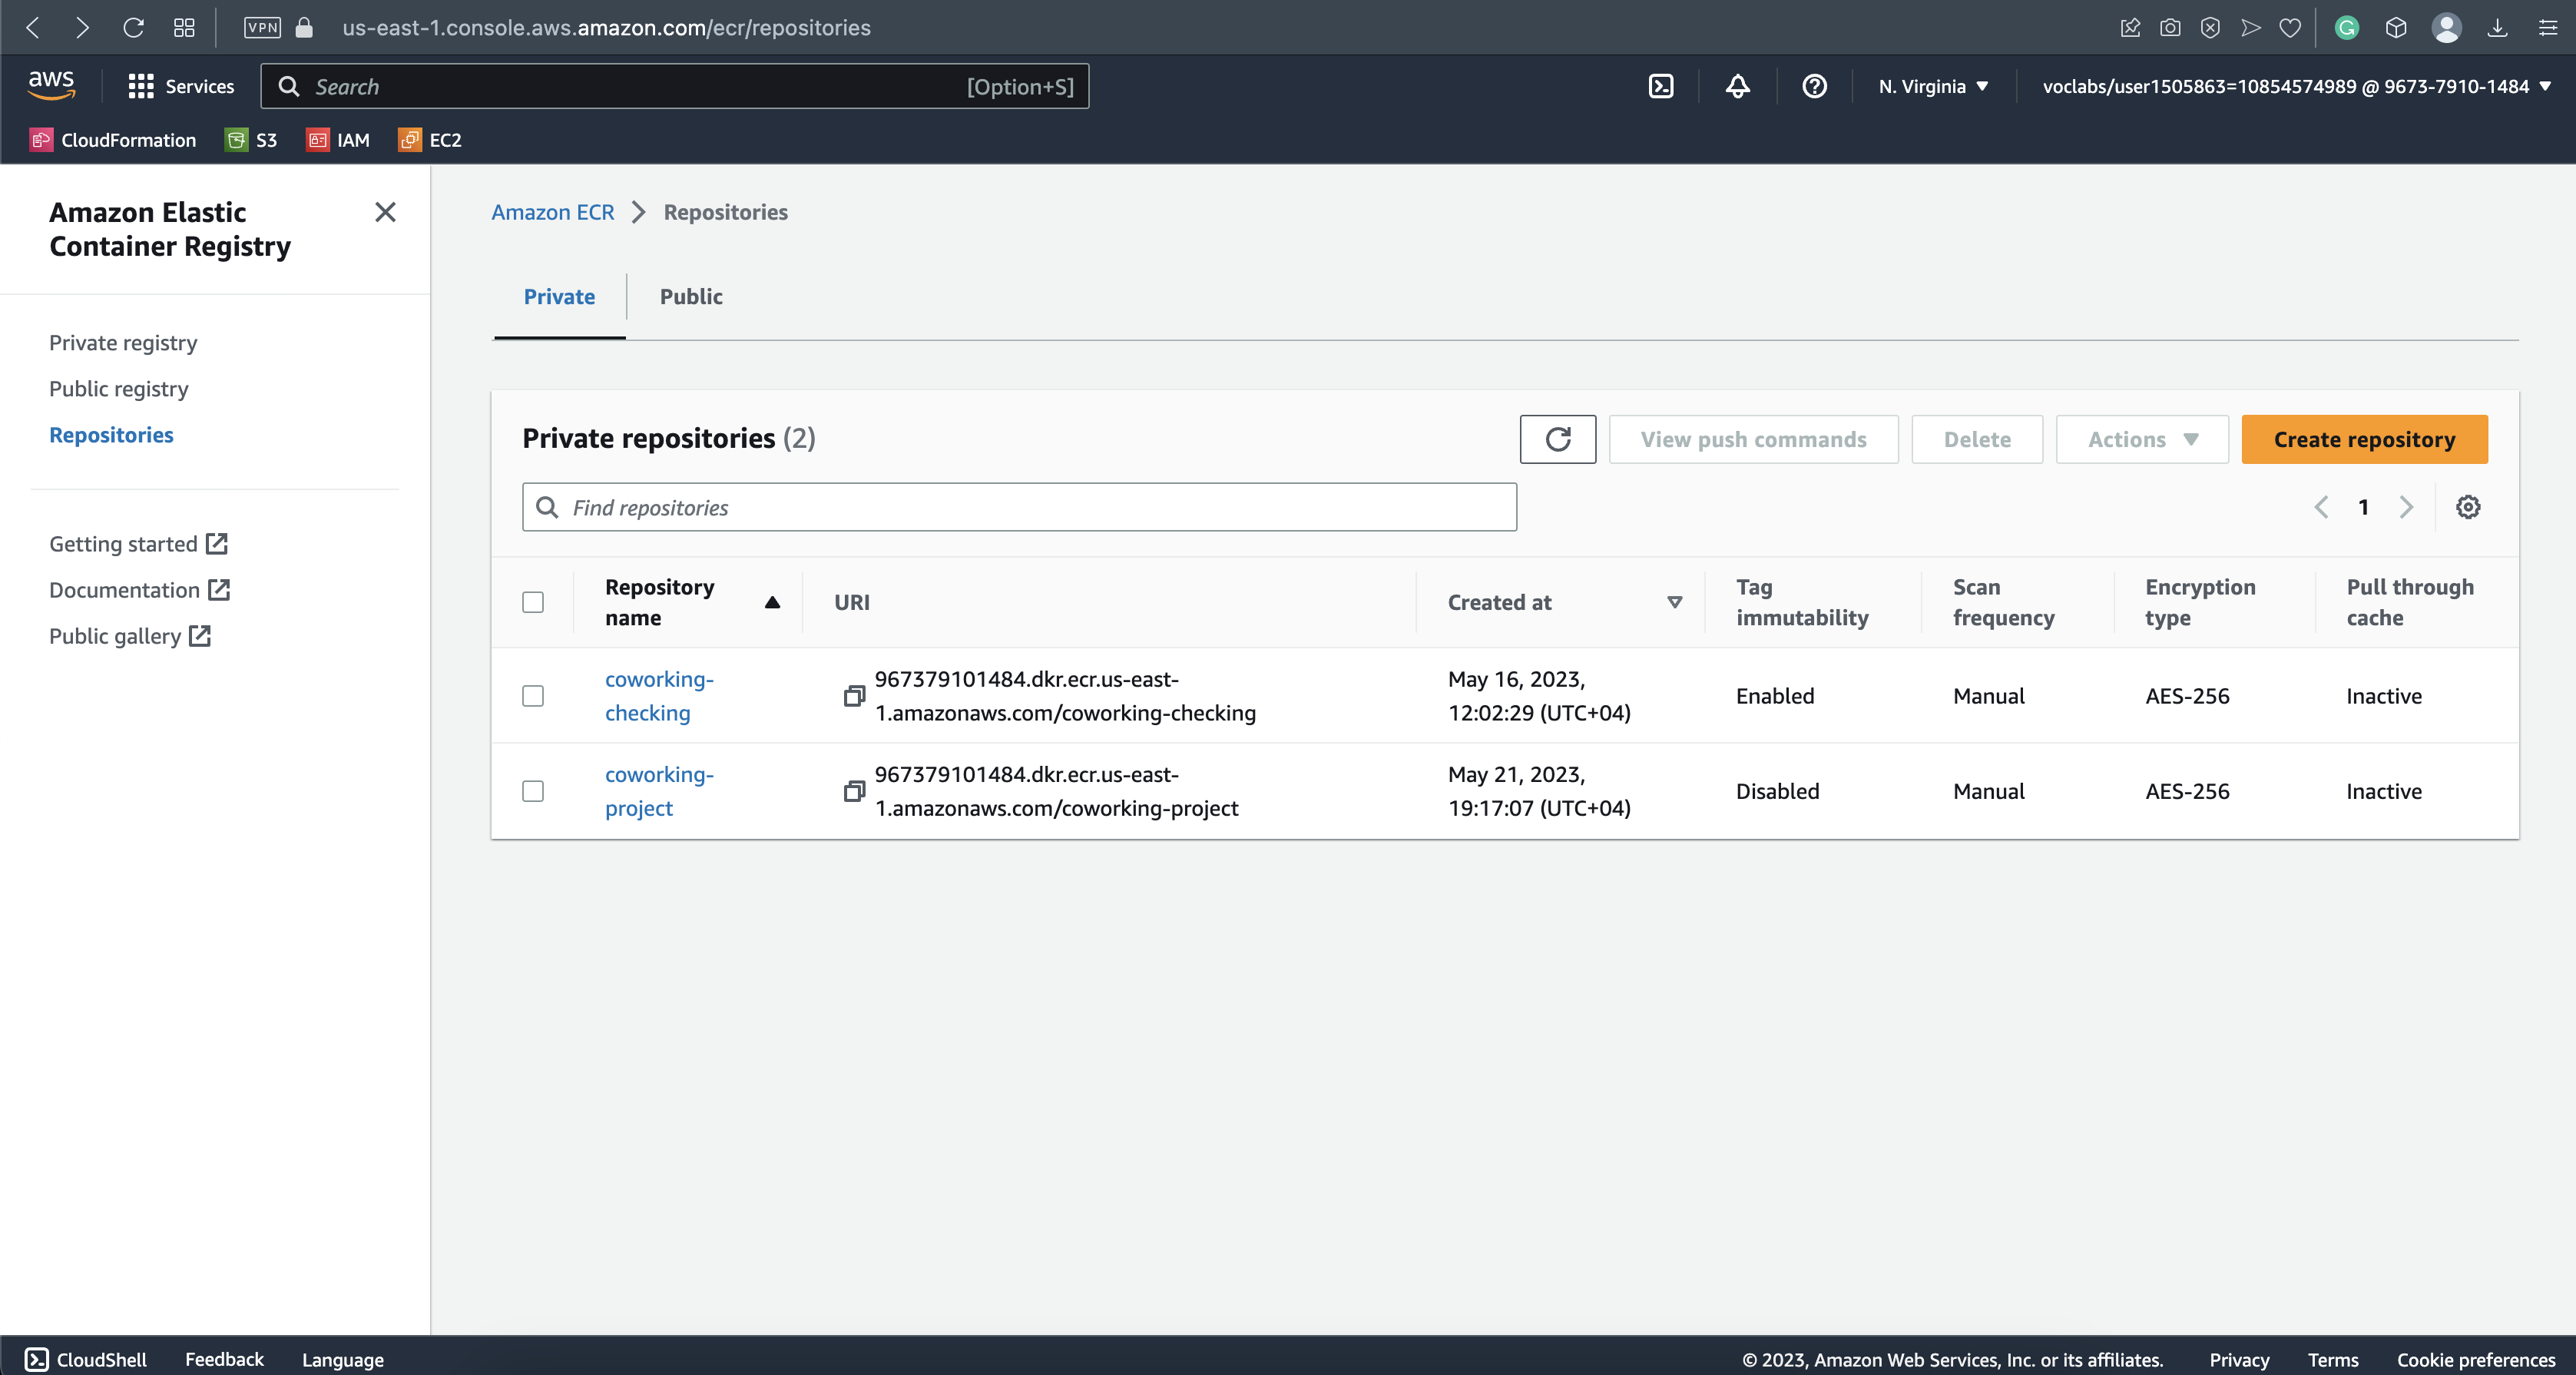 VPN
us-east-1.console.aws.amazon.com/ecr/repositories
aws
Services
Search
[Option+S]
N. Virginia
voclabs/user1505863=10854574989 @ 9673-7910-1484
CloudFormation
S3
IAM
EC2
Amazon Elastic
Container Registry
Private registry
Public registry
Repositories
Getting started
Documentation
Public gallery
Amazon ECR
Repositories
Private
Public
Private repositories (2)
View push commands
Delete
Actions
Create repository
Find repositories
1
Repository
name
URI
Created at
Tag
immutability
Scan
frequency
Encryption
type
Pull through
cache
coworking-
checking
967379101484.dkr.ecr.us-east-
1.amazonaws.com/coworking-checking
May 16, 2023,
12:02:29 (UTC+04)
Enabled
Manual
AES-256
Inactive
coworking-
project
967379101484.dkr.ecr.us-east-
1.amazonaws.com/coworking-project
May 21, 2023,
19:17:07 (UTC+04)
Disabled
Manual
AES-256
Inactive
CloudShell
Feedback
Language
© 2023, Amazon Web Services, Inc. or its affiliates.
Privacy
Terms
Cookie preferences